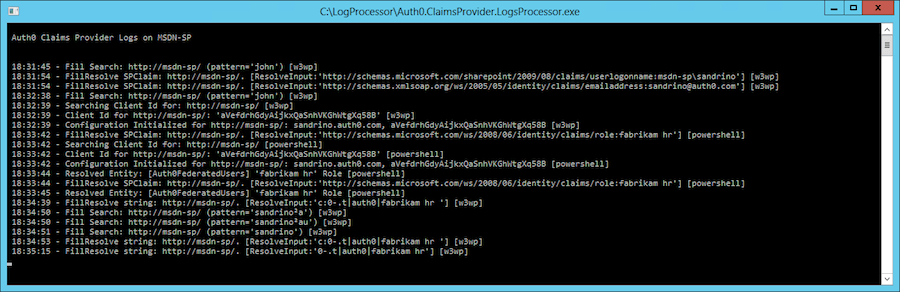 C:\LogProcessor\Auth0.ClaimsProvider.LogsProcessor.exe
Auth0 Claims Provider Logs on MSDN-SP
18:31:45 - Fill Search: http://msdn-sp/ (pattern='john') [w3wp]
18:31:54 - FillResolve SPClaim: http://msdn-sp/. [ResolveInput:'http://schemas.microsoft.com/sharepoint/2009/08/claims/userlogonname:msdn-sp\sandrino'] [w3wp]
18:31:54 - FillResolve SPClaim: http://msdn-sp/. [ResolveInput:'http://schemas.xmlsoap.org/ws/2005/05/identity/claims/emailaddress:sandrino@auth0.com'] [w3wp]
18:32:38 - Fill Search: http://msdn-sp/ (pattern='john') [w3wp]
18:32:39 - Searching Client Id for: http://msdn-sp/ [w3wp]
18:32:39 - Client Id for http://msdn-sp/: 'aVefdrhGdyAijkxQaSnhVKGhWtgXq58B' [w3wp]
18:32:39 - Configuration Initialized for http://msdn-sp/: sandrino.auth0.com, aVefdrhGdyAijkxQaSnhVKGhWtgXq58B [w3wp]
18:33:42 - FillResolve SPClaim: http://msdn-sp/. [ResolveInput:'http://schemas.microsoft.com/ws/2008/06/identity/claims/role:fabrikam hr'] [powershell]
18:33:42 - Searching Client Id for: http://msdn-sp/ [powershell]
18:33:42 - Client Id for http://msdn-sp/: 'aVefdrhGdyAijkxQaSnhVKGhWtgXq58B' [powershell]
18:33:42 - Configuration Initialized for http://msdn-sp/: sandrino.auth0.com, aVefdrhGdyAijkxQaSnhVKGhWtgXq58B [powershell]
18:33:44 - Resolved Entity: [Auth0FederatedUsers] 'fabrikam hr' Role [powershell]
18:33:44 - FillResolve SPClaim: http://msdn-sp/. [ResolveInput:'http://schemas.microsoft.com/ws/2008/06/identity/claims/role:fabrikam hr'] [powershell]
18:33:45 - Resolved Entity: [Auth0FederatedUsers] 'fabrikam hr' Role [powershell]
18:34:39 - FillResolve string: http://msdn-sp/. [ResolveInput:'c:0-.t|auth0|fabrikam hr '] [w3wp]
18:34:50 - Fill Search: http://msdn-sp/ (pattern='sandrino°a') [w3wp]
18:34:50 - Fill Search: http://msdn-sp/ (pattern='sandrino°au') [w3wp]
18:34:51 - Fill Search: http://msdn-sp/ (pattern='sandrino') [w3wp]
18:34:53 - FillResolve string: http://msdn-sp/. [ResolveInput:'c:0-.t|auth0|fabrikam hr '] [w3wp]
18:35:15 - FillResolve string: http://msdn-sp/. [ResolveInput:'0-.t|auth0|fabrikam hr'] [w3wp]